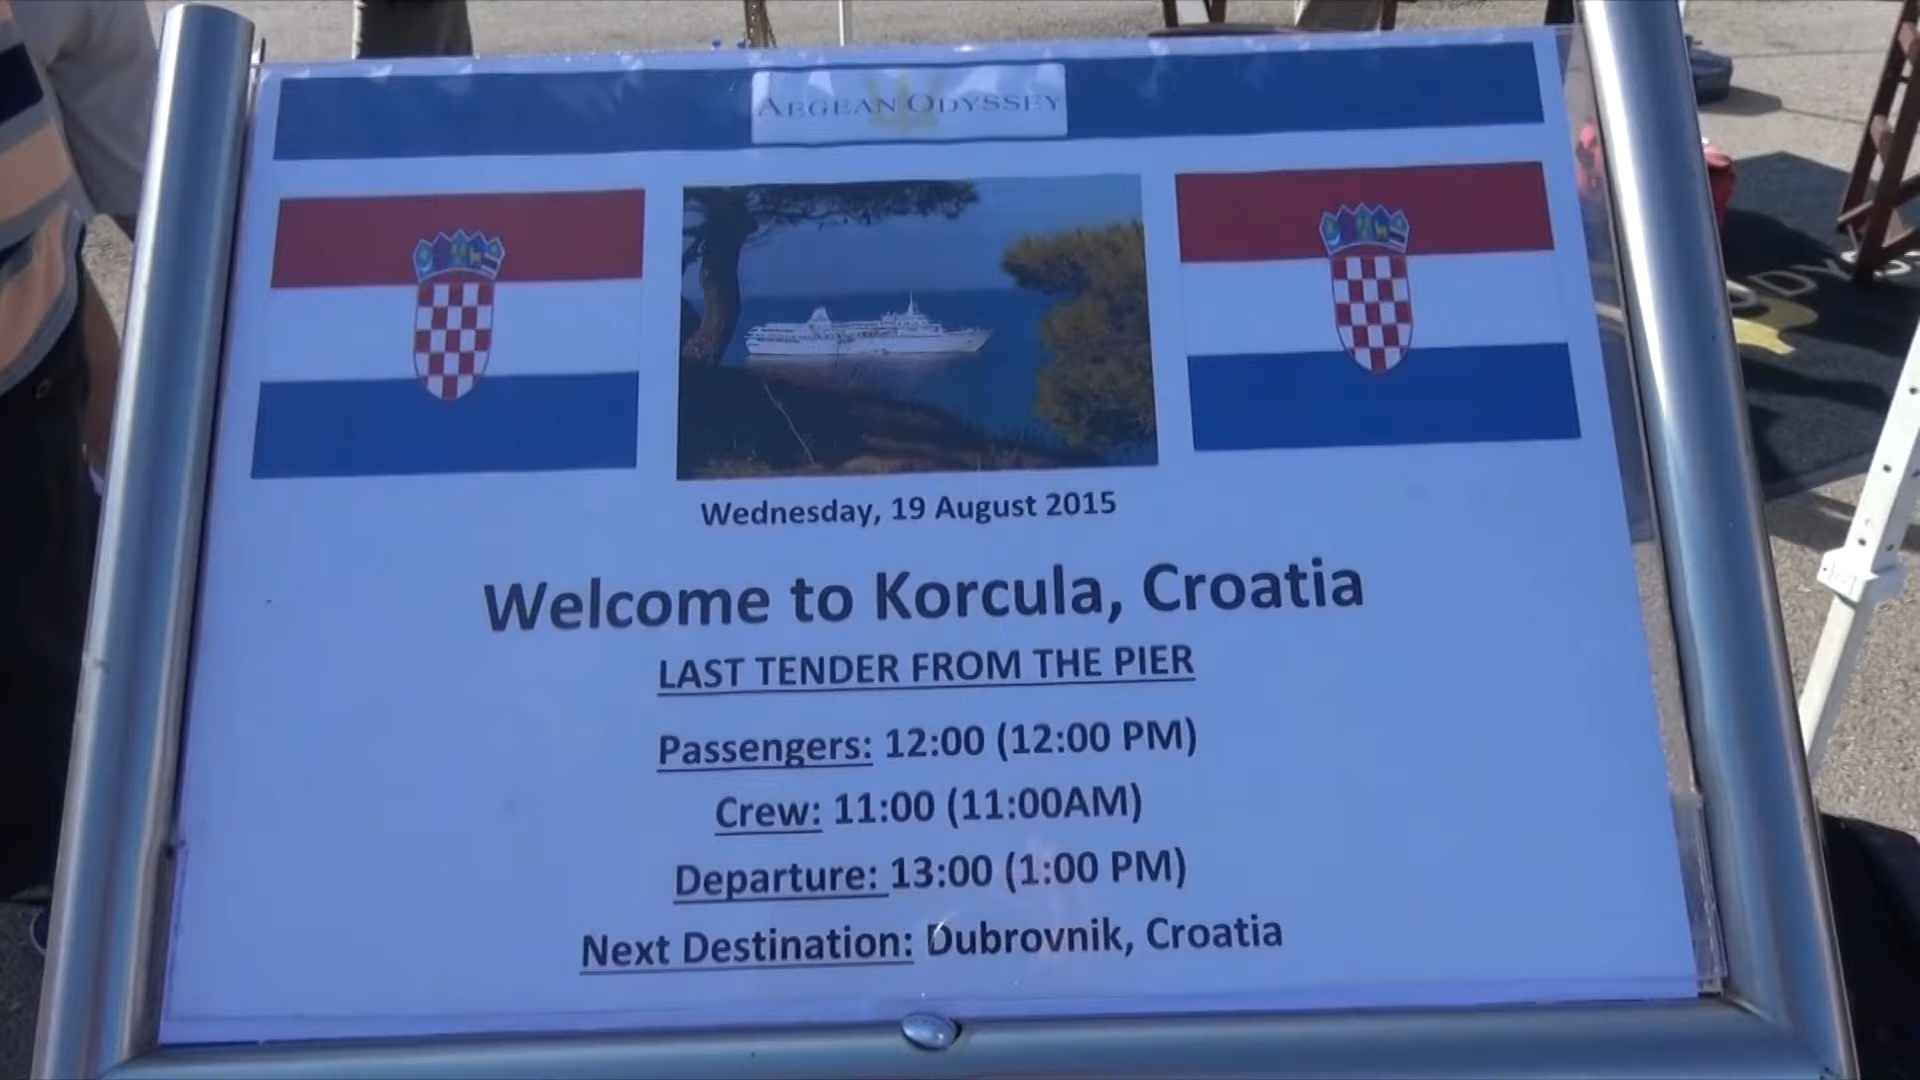 AEGEAN ODYSSEY
Wednesday, 19 August 2015
Welcome to Korcula, Croatia
LAST TENDER FROM THE PIER
Passengers: 12:00 (12:00 PM)
Crew: 11:00 (11:00AM)
Departure: 13:00 (1:00 PM)
Next Destination: Dubrovnik, Croatia